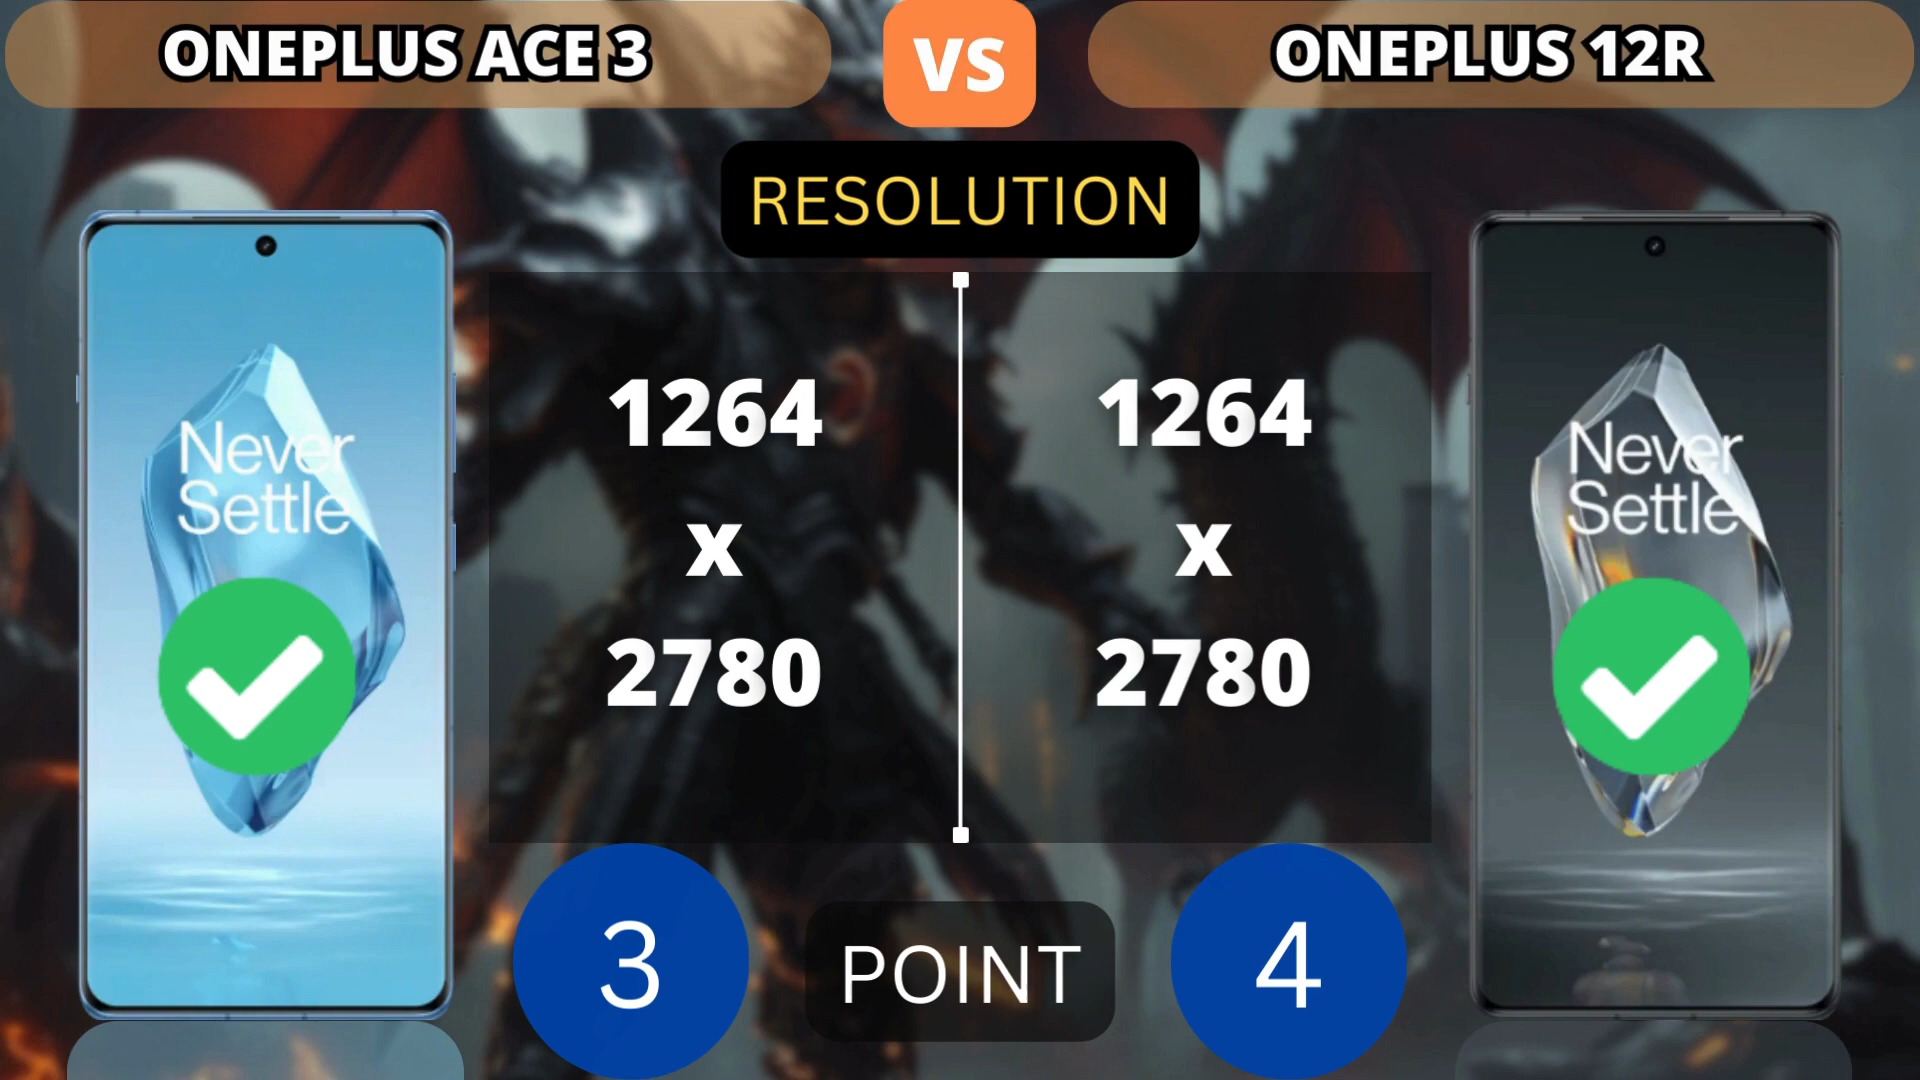 ONEPLUS ACE 3
VS
ONEPLUS 12R
RESOLUTION
Never
Settle
1264
x
2780
1264
x
2780
Never
Settle
3
POINT
4